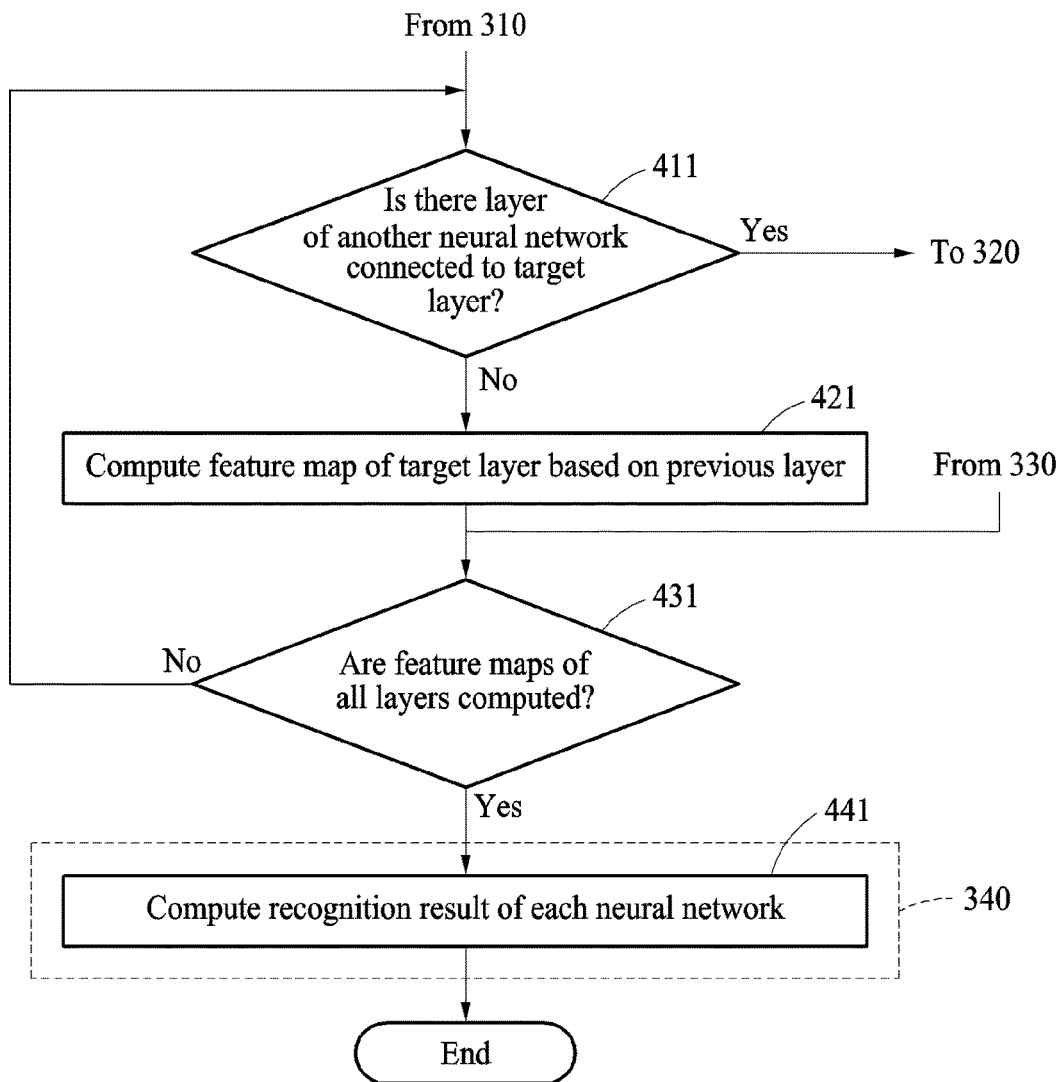 From 310
411
Is there layer
of another neural network
connected to target
layer?
Yes
To 320
No
421
Compute feature map of target layer based on previous layer
From 330
431
No
Are feature maps of
all layers computed?
Yes
441
Compute recognition result of each neural network
340
End